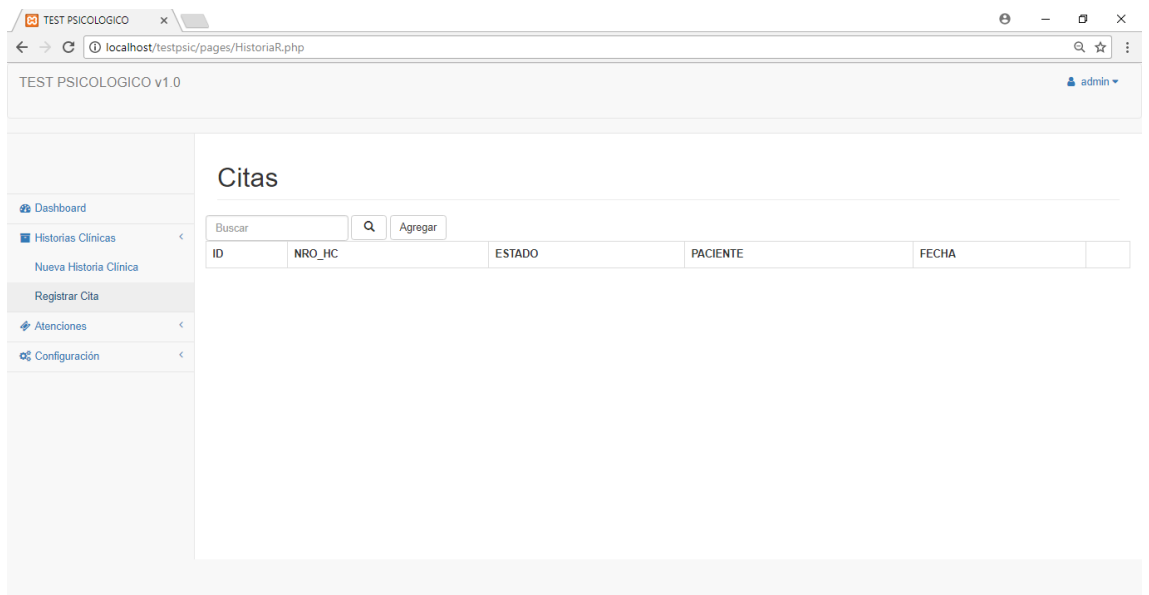 TEST PSICOLOGICO
localhost/testpsic/pages/HistoriaR.php
TEST PSICOLOGICO v1.0
admin
Citas
Dashboard
Historias Clínicas
Nueva Historia Clínica
Registrar Cita
Atenciones
Configuración
Buscar
Agregar
ID NRO_HC ESTADO PACIENTE FECHA